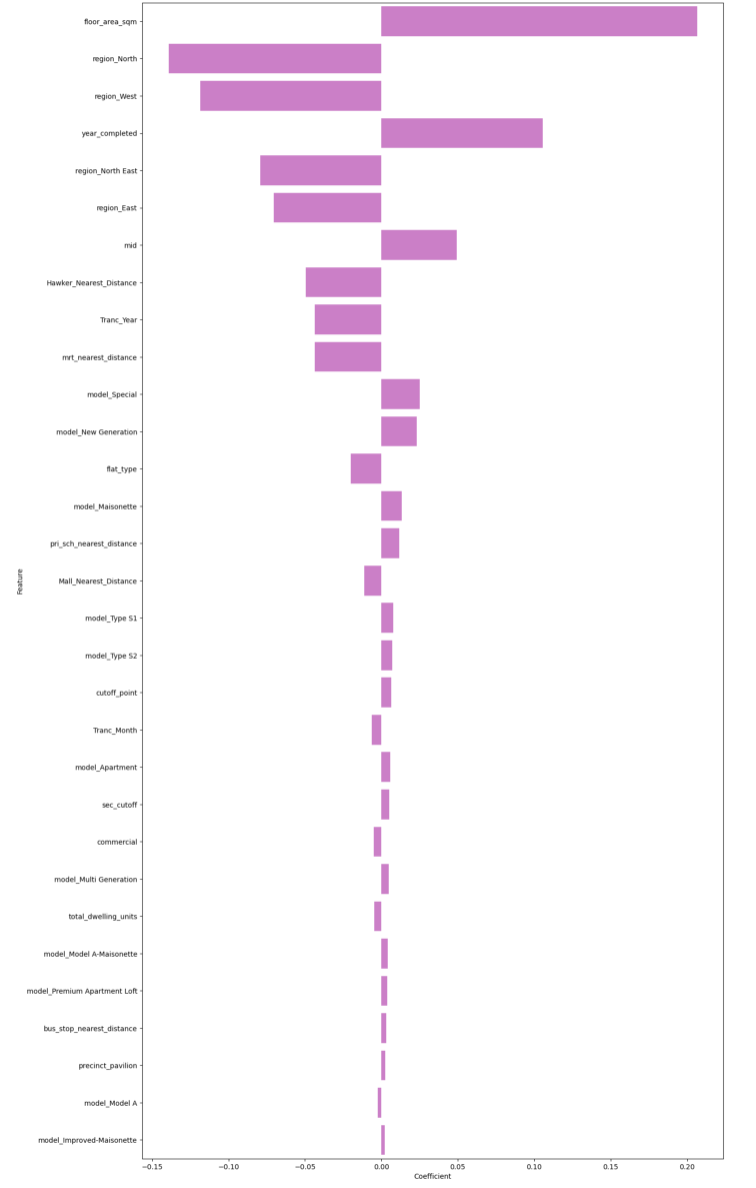 floor_area_sqm
region_North
region_West
year_completed
region_North East
region_East
mid
Hawker_Nearest_Distance
Tranc_Year
mrt_nearest_distance
model_Special
model_New Generation
flat_type
model_Maisonette
pri_sch_nearest_distance
Mall_Nearest_Distance
model_Type S1
model_Type S2
cutoff_point
Tranc_Month
model_Apartment
sec_cutoff
commercial
model_Multi Generation
total_dwelling_units
model_Model A-Maisonette
model_Premium Apartment Loft
bus_stop_nearest_distance
precinct_pavilion
model_Model A
model_Improved-Maisonette
Feature
−0.15 −0.10 −0.05 0.00 0.05 0.10 0.15 0.20
Coefficient